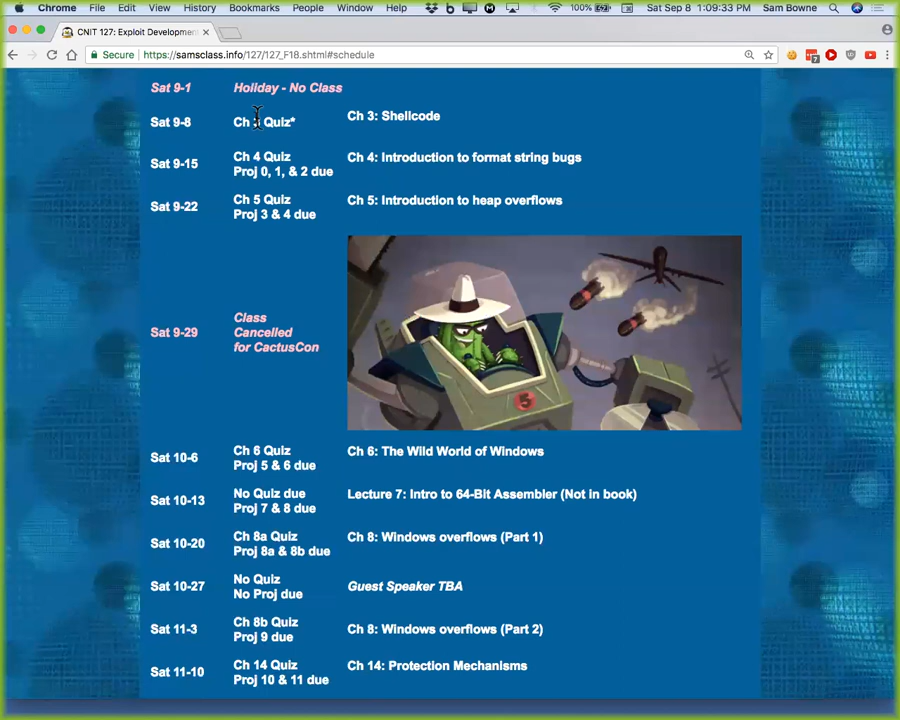 Chrome File Edit View History Bookmarks People Window Help 100% Sat Sep 8 1:09:33 PM Sam Bowne
CNIT 127: Exploit Developmen
Secure https://samsclass.info/127/127_F18.shtml#schedule
7
Sat 9-1 Holiday - No Class
Sat 9-8 Ch Quiz* Ch 3: Shellcode
Sat 9-15 Ch 4 Quiz
Proj 0, 1, & 2 due Ch 4: Introduction to format string bugs
Sat 9-22 Ch 5 Quiz
Proj 3 & 4 due Ch 5: Introduction to heap overflows
Sat 9-29 Class
Cancelled
for CactusCon
5
Sat 10-6 Ch 6 Quiz
Proj 5 & 6 due Ch 6: The Wild World of Windows
Sat 10-13 No Quiz due
Proj 7 & 8 due Lecture 7: Intro to 64-Bit Assembler (Not in book)
Sat 10-20 Ch 8a Quiz
Proj 8a & 8b due Ch 8: Windows overflows (Part 1)
Sat 10-27 No Quiz
No Proj due Guest Speaker TBA
Sat 11-3 Ch 8b Quiz
Proj 9 due Ch 8: Windows overflows (Part 2)
Sat 11-10 Ch 14 Quiz
Proj 10 & 11 due Ch 14: Protection Mechanisms